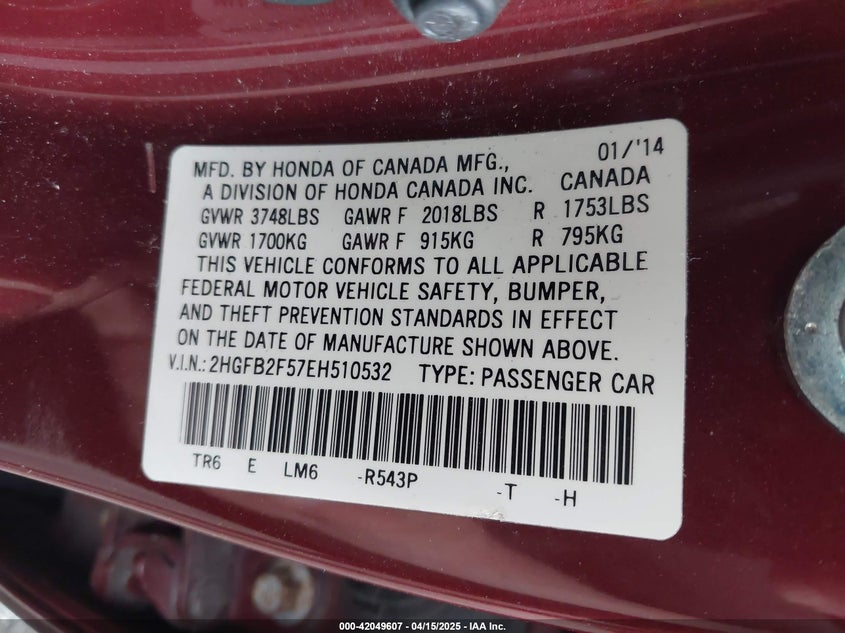 01/'14
MFD. BY HONDA OF CANADA MFG.,
A DIVISION OF HONDA CANADA INC. CANADA
GVWR 3748LBS GAWR F 2018LBS R 1753LBS
GVWR 1700KG GAWR F 915KG R 795KG
THIS VEHICLE CONFORMS TO ALL APPLICABLE
FEDERAL MOTOR VEHICLE SAFETY, BUMPER,
AND THEFT PREVENTION STANDARDS IN EFFECT
ON THE DATE OF MANUFACTURE SHOWN ABOVE.
V.I.N.: 2HGFB2F57EH510532 TYPE: PASSENGER CAR
TR6 E LM6 -R543P -T -H
000-42049607 - 04/15/2025 - IAA Inc.